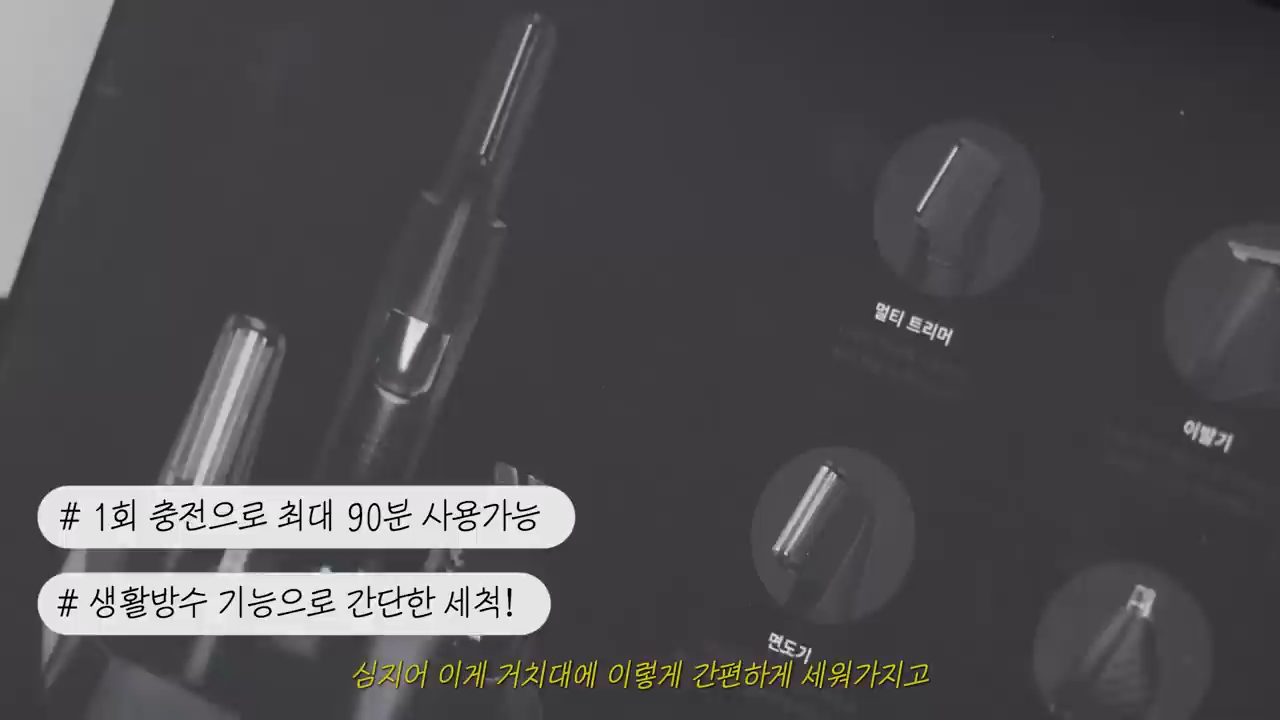 멀티 트리머
이발기
# 1회 충전으로 최대 90분 사용가능
# 생활방수 기능으로 간단한 세척!
면도기
심지어 이게 거치대에 이렇게 간편하게 세워가지고